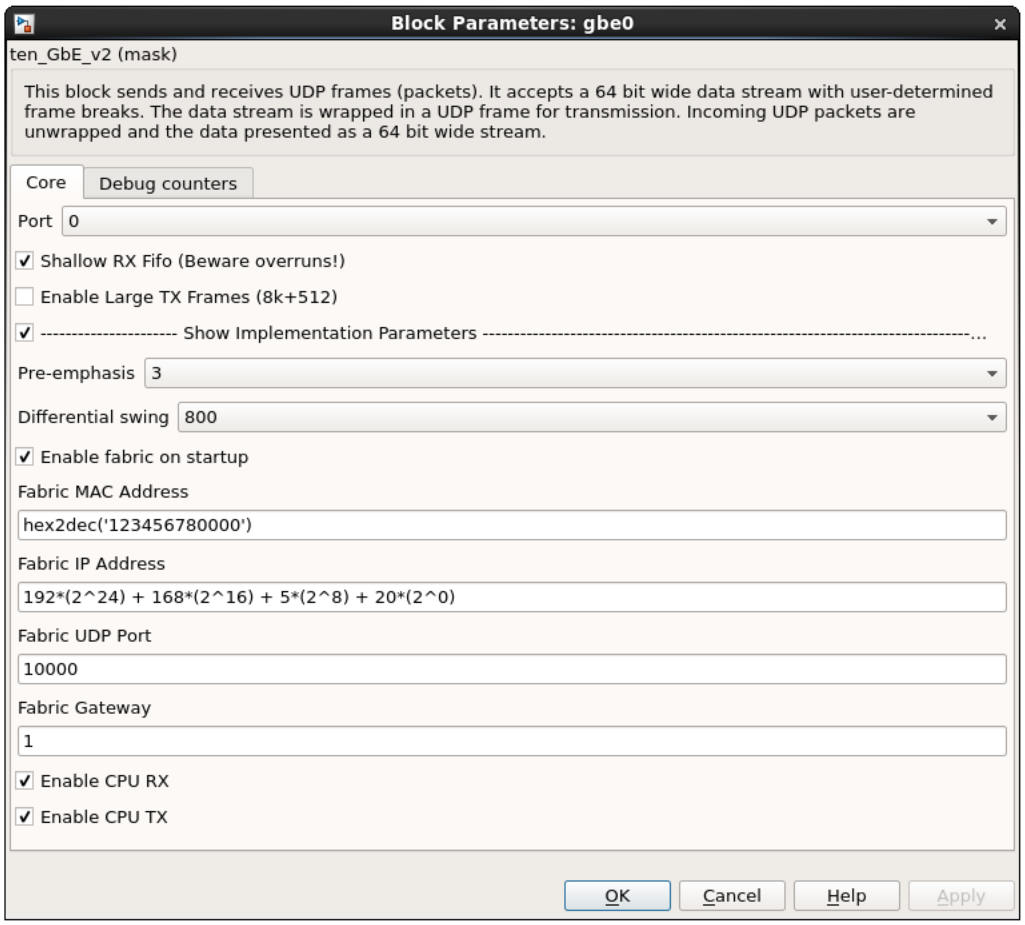 Block Parameters: gbe0
ten_GbE_v2 (mask)
This block sends and receives UDP frames (packets). It accepts a 64 bit wide data stream with user-determined
frame breaks. The data stream is wrapped in a UDP frame for transmission. Incoming UDP packets are
unwrapped and the data presented as a 64 bit wide stream.
Core
Debug counters
Port 0
Shallow RX Fifo (Beware overruns!)
Enable Large TX Frames (8k+512)
---------------------- Show Implementation Parameters -------------------------------------------------------------------------------...
Pre-emphasis 3
Differential swing 800
Enable fabric on startup
Fabric MAC Address
hex2dec('123456780000')
Fabric IP Address
192*(2^24) + 168*(2^16) + 5*(2^8) + 20*(2^0)
Fabric UDP Port
10000
Fabric Gateway
1
Enable CPU RX
Enable CPU TX
OK Cancel Help Apply